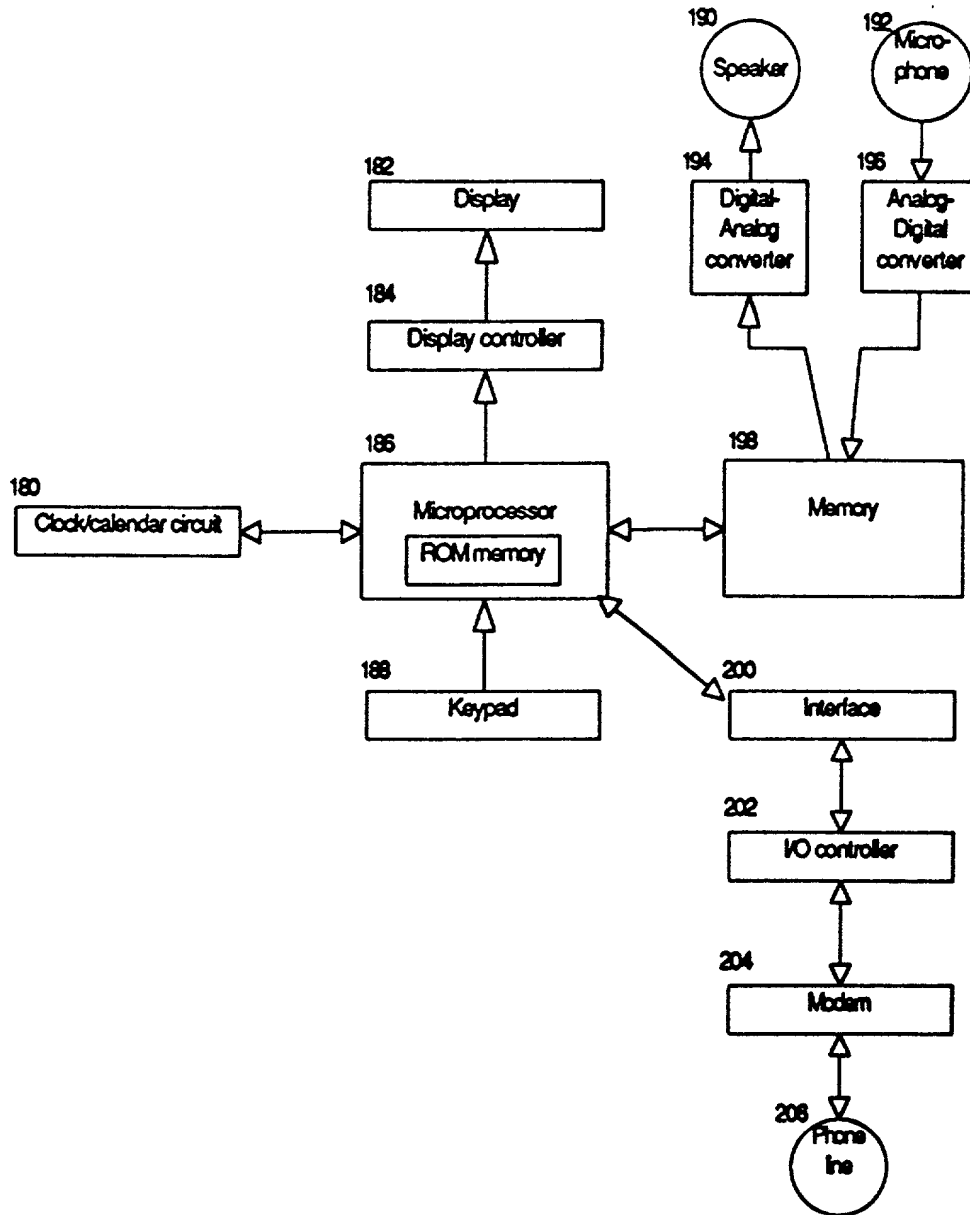 190
Speaker
192
Micro-
phone
182
Display
194
Digital-
Analog
converter
196
Analog-
Digital
converter
184
Display controller
186
Microprocessor
ROM memory
198
Memory
180
Clock/calendar circuit
188
Keypad
200
Interface
202
I/O controller
204
Modem
206
Phone
line